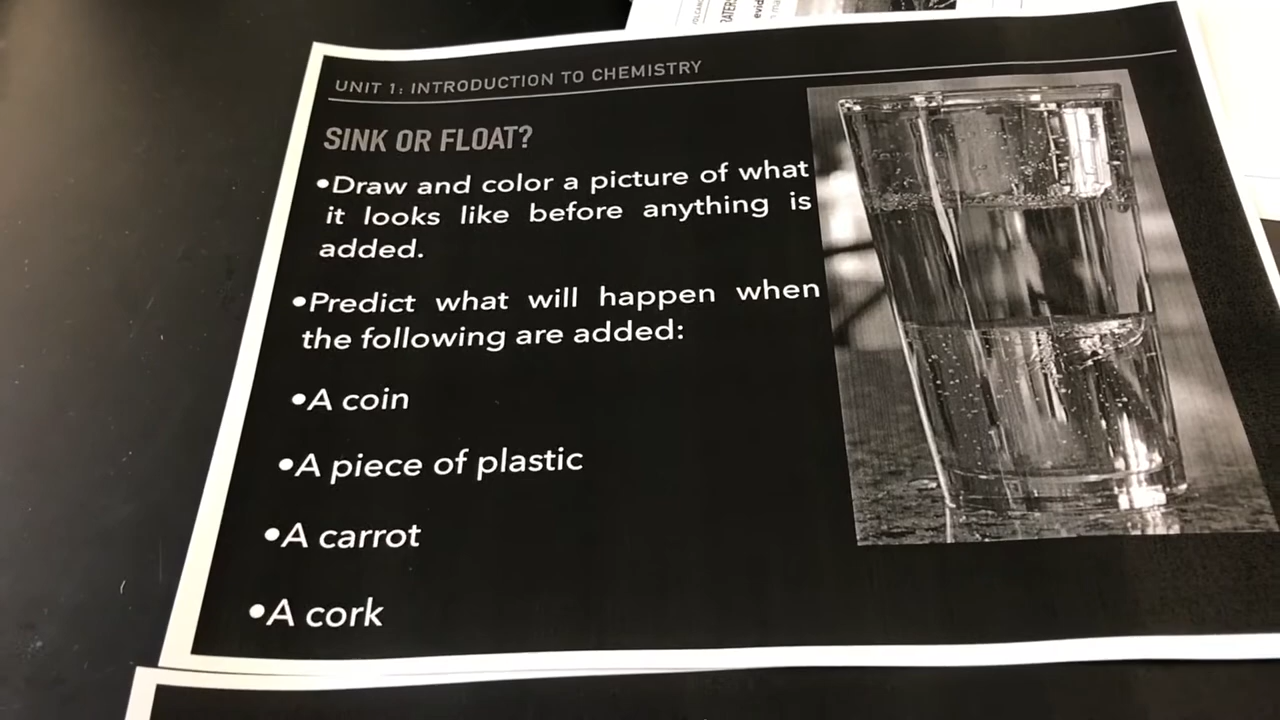 UNIT 1: INTRODUCTION TO CHEMISTRY
SINK OR FLOAT?
•Draw and color a picture of what
it looks like before anything is
added.
•Predict what will happen when
the following are added:
•A coin
•A piece of plastic
•A carrot
•A cork